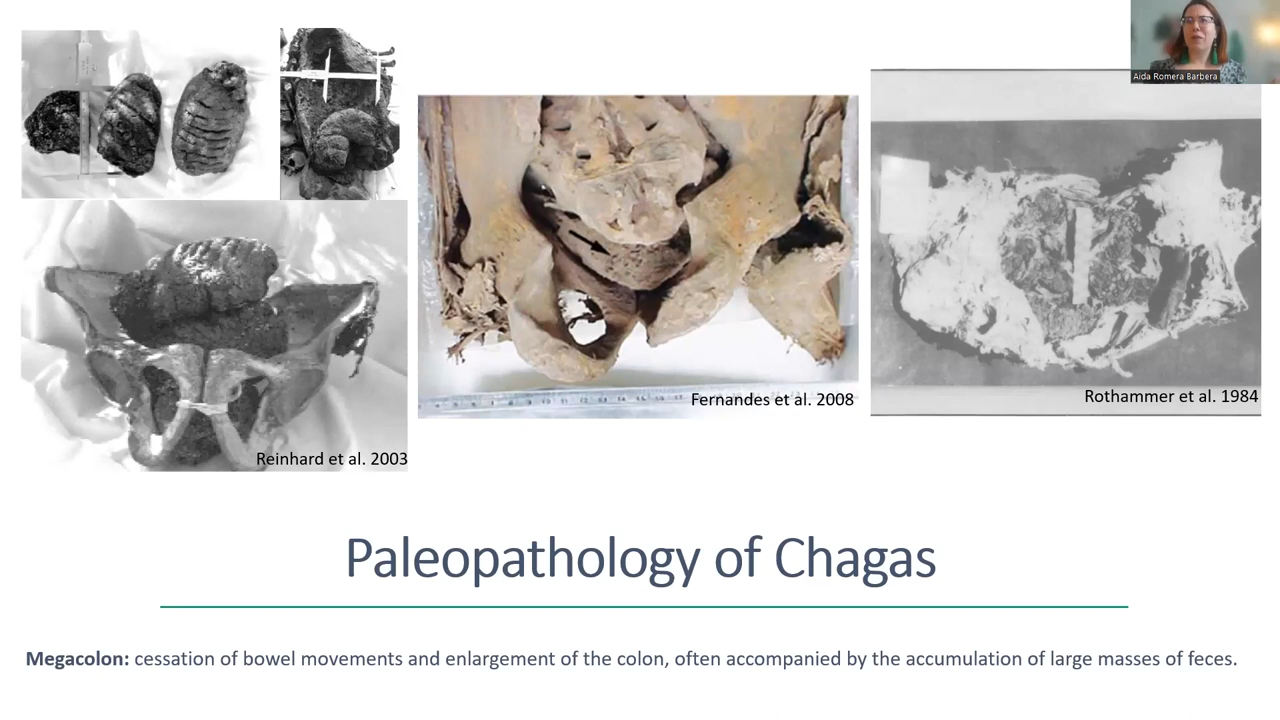 Aida Romera Barbera
Fernandes et al. 2008
Rothammer et al. 1984
Reinhard et al. 2003
Paleopathology of Chagas
Megacolon: cessation of bowel movements and enlargement of the colon, often accompanied by the accumulation of large masses of feces.